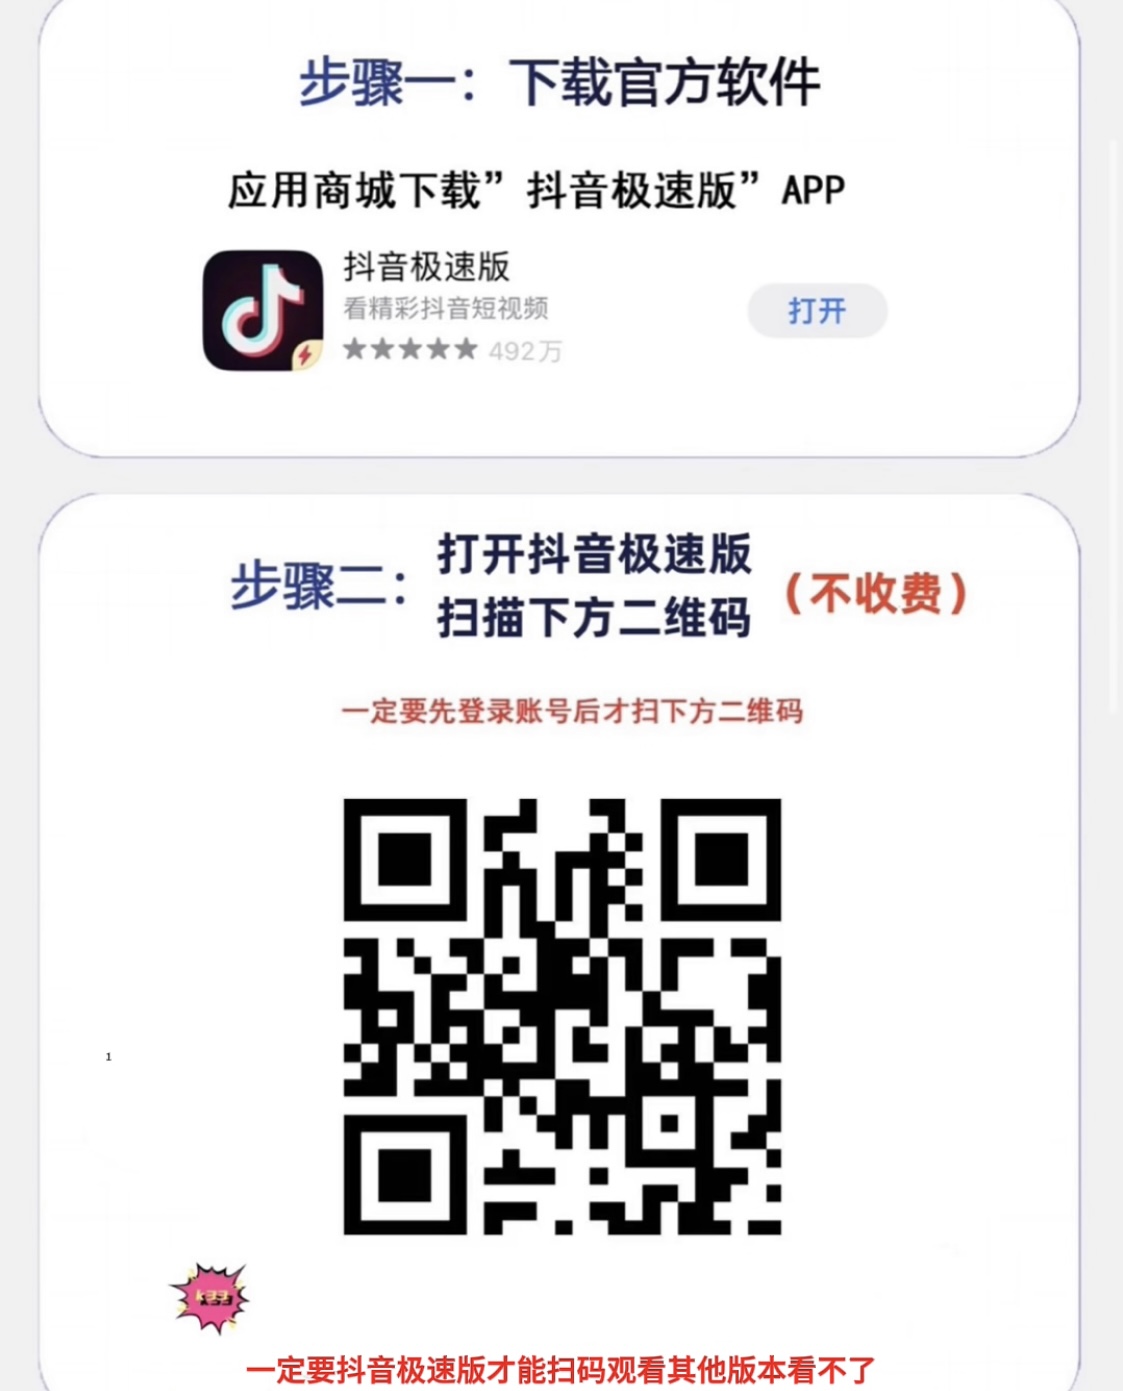 步骤一：下载官方软件
应用商城下载”抖音极速版”APP
抖音极速版
看精彩抖音短视频
★★★★★ 492万
打开
步骤二：
打开抖音极速版
扫描下方二维码
（不收费）
一定要先登录账号后才扫下方二维码
1
k33
一定要抖音极速版才能扫码观看其他版本看不了